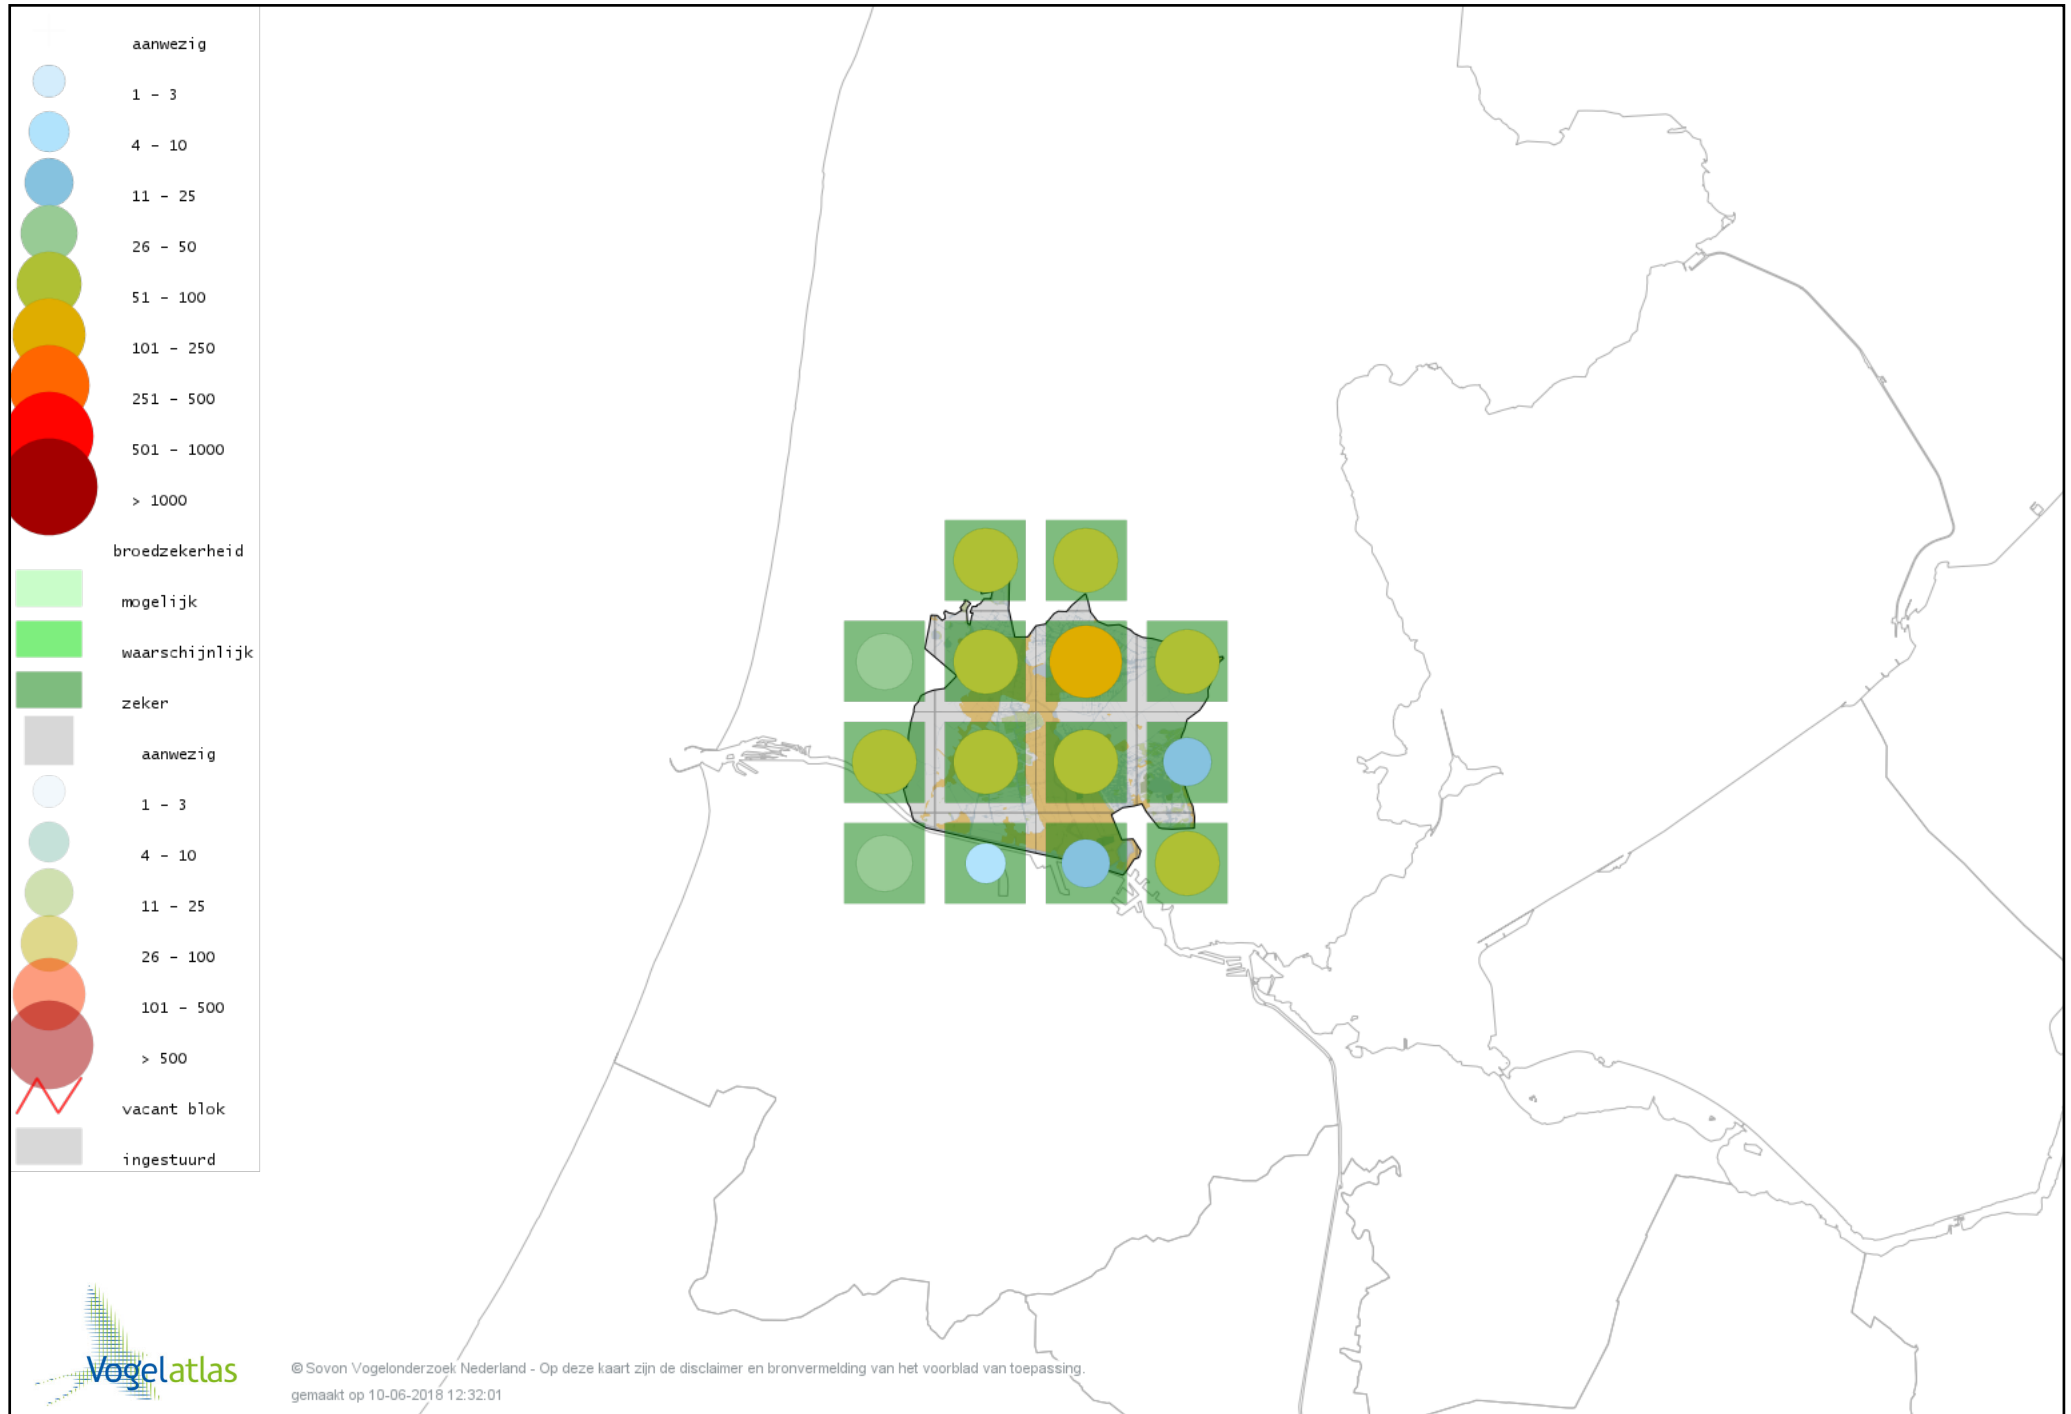 aanwezig
1 - 3
4 - 10
11 - 25
26 - 50
51 - 100
101 - 250
251 - 500
501 - 1000
> 1000
broedzekerheid
mogelijk
waarschijnlijk
zeker
aanwezig
1 - 3
4 - 10
11 - 25
26 - 100
101 - 500
> 500
vacant blok
ingestuurd
Vogelatlas
© Sovon Vogelonderzoek Nederland - Op deze kaart zijn de disclaimer en bronvermelding van het voorblad van toepassing.
gemaakt op 10-06-2018 12:32:01